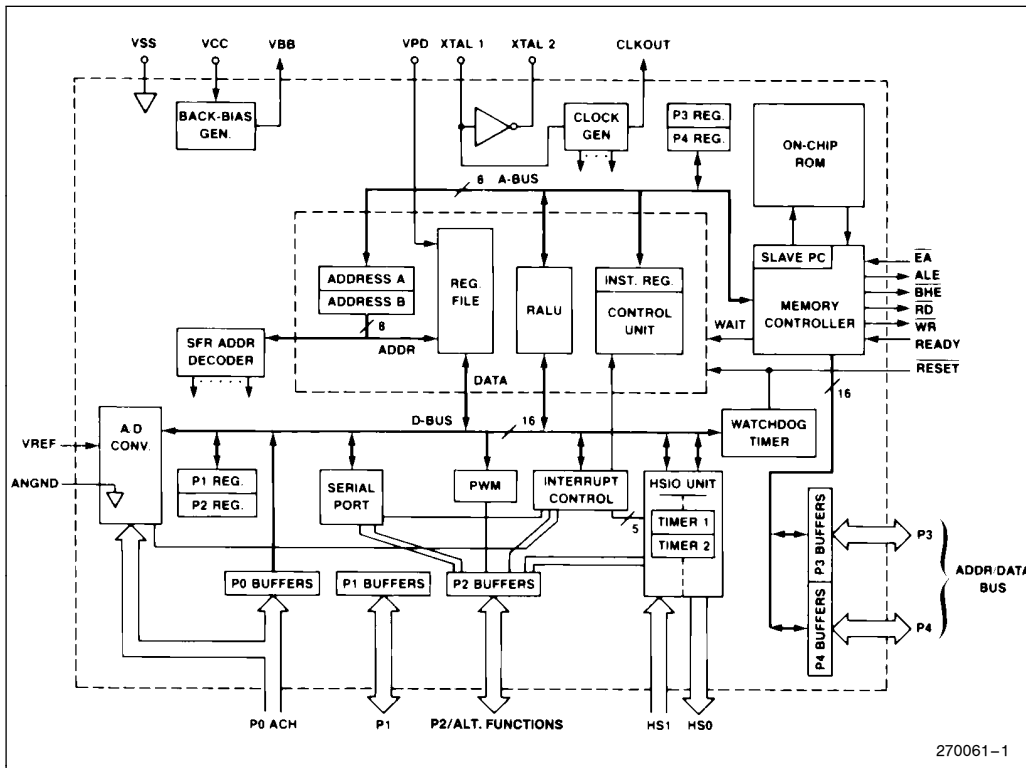 VSS VCC VBB VPD XTAL 1 XTAL 2 CLKOUT
BACK-BIAS
GEN.
CLOCK
GEN
P3 REG.
P4 REG.
ON-CHIP
ROM
8 A-BUS
ADDRESS A
ADDRESS B
8
ADDR
REG.
FILE
RALU
INST. REG.
CONTROL
UNIT
SLAVE PC
MEMORY
CONTROLLER
WAIT
EA
ALE
BHE
RD
WR
READY
RESET
16
SFR ADDR
DECODER
DATA
D-BUS 16
WATCHDOG
TIMER
VREF
ANGND
A.D
CONV.
P1 REG.
P2 REG.
SERIAL
PORT
PWM
INTERRUPT
CONTROL
5
HSIO UNIT
TIMER 1
TIMER 2
P0 BUFFERS
P1 BUFFERS
P2 BUFFERS
P3 BUFFERS
P4 BUFFERS
P3
P4
ADDR/DATA
BUS
P0 ACH P1 P2/ALT. FUNCTIONS HS1 HS0
270061-1